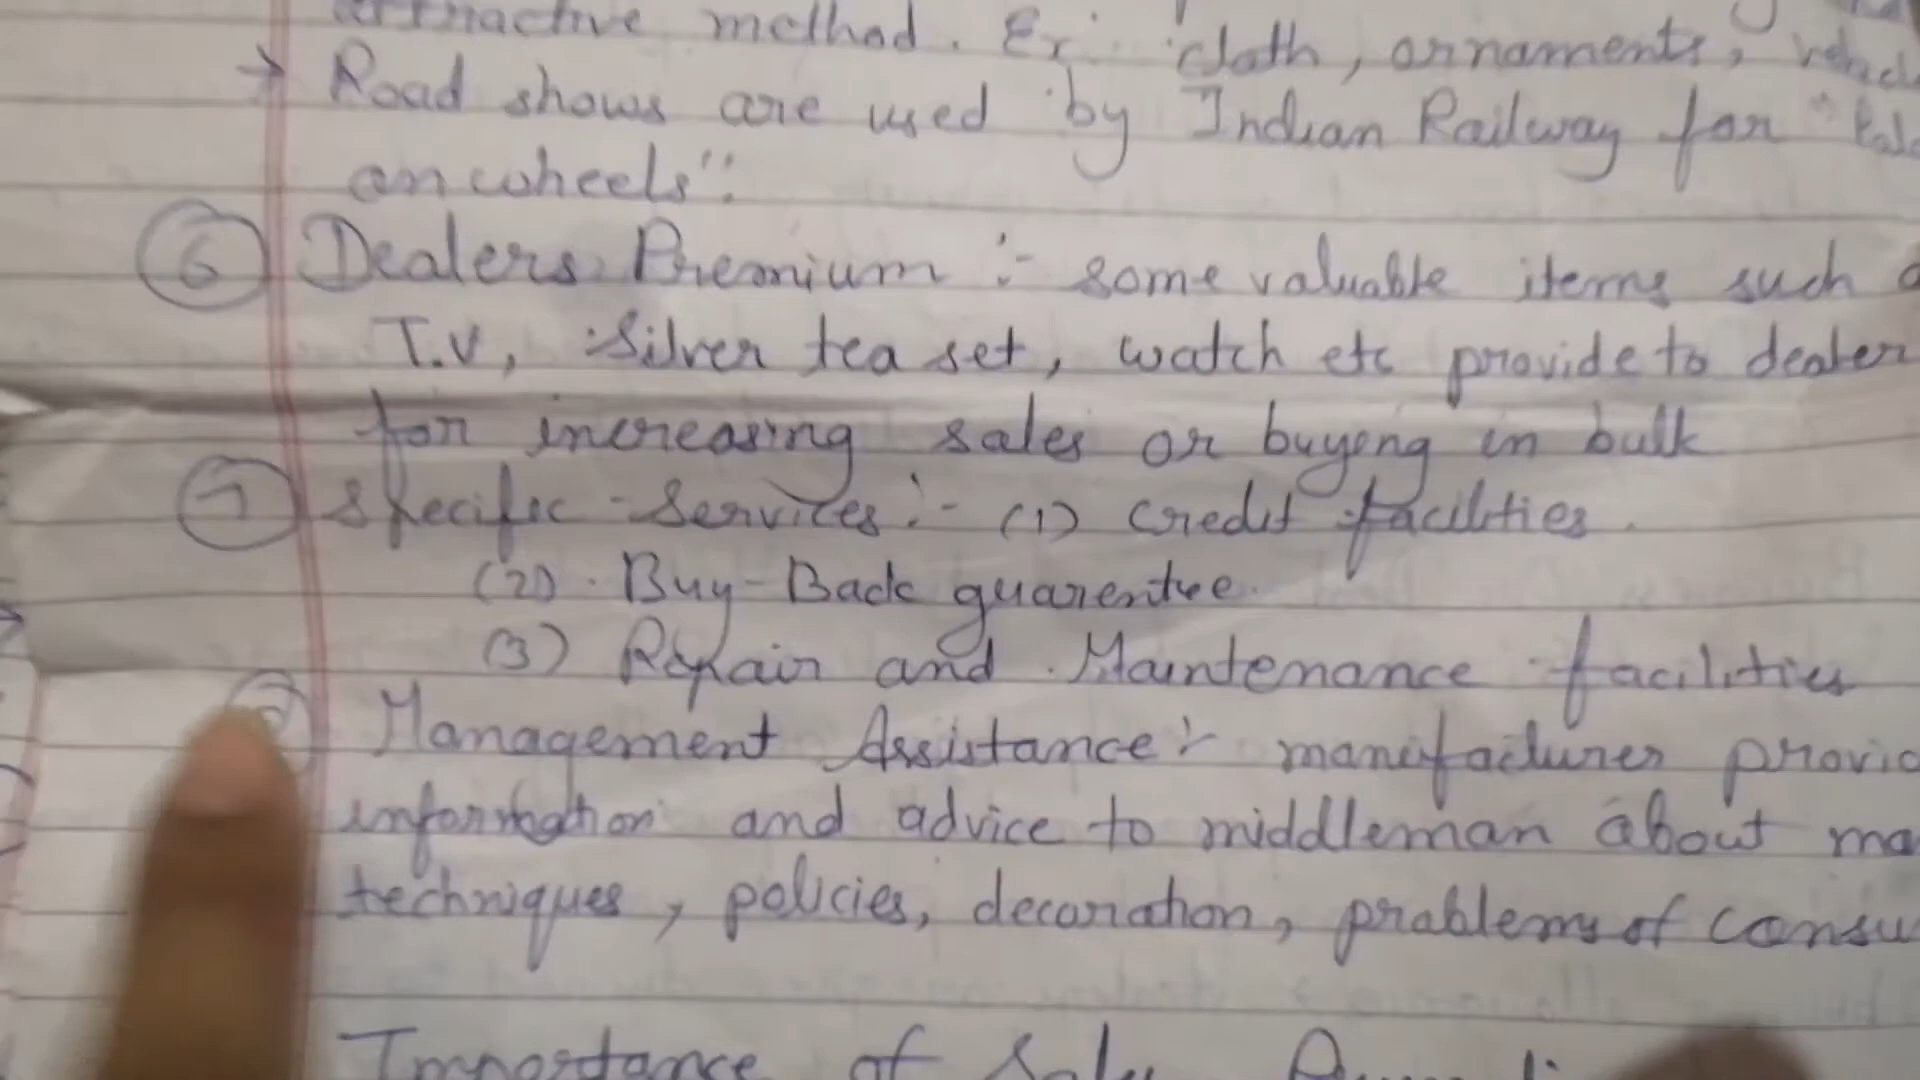 attractive method. Ex. cloth, ornaments,
→ Road shows are used by Indian Railway for "
on wheels".
6 Dealers Premium :- some valuable items such
T.V, Silver tea set, watch etc provide to dealer
for increasing sales or buying in bulk
7 Specific Services :- (1) Credit facilities.
(2) Buy-Back guarentee.
(3) Repair and Maintenance facilities
Management Assistance :- manufacturer
information and advice to middleman about
techniques, policies, decoration, problems of
Importance of